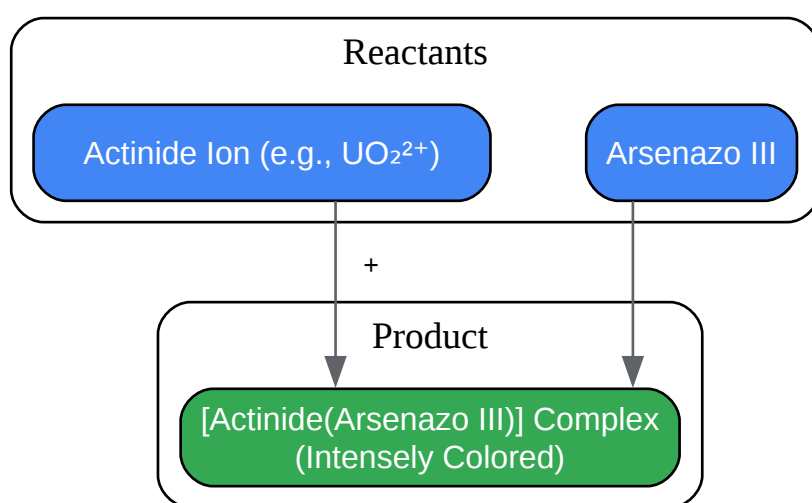 Reactants
Actinide Ion (e.g., UO₂²⁺)
Arsenazo III
+
Product
[Actinide(Arsenazo III)] Complex
(Intensely Colored)